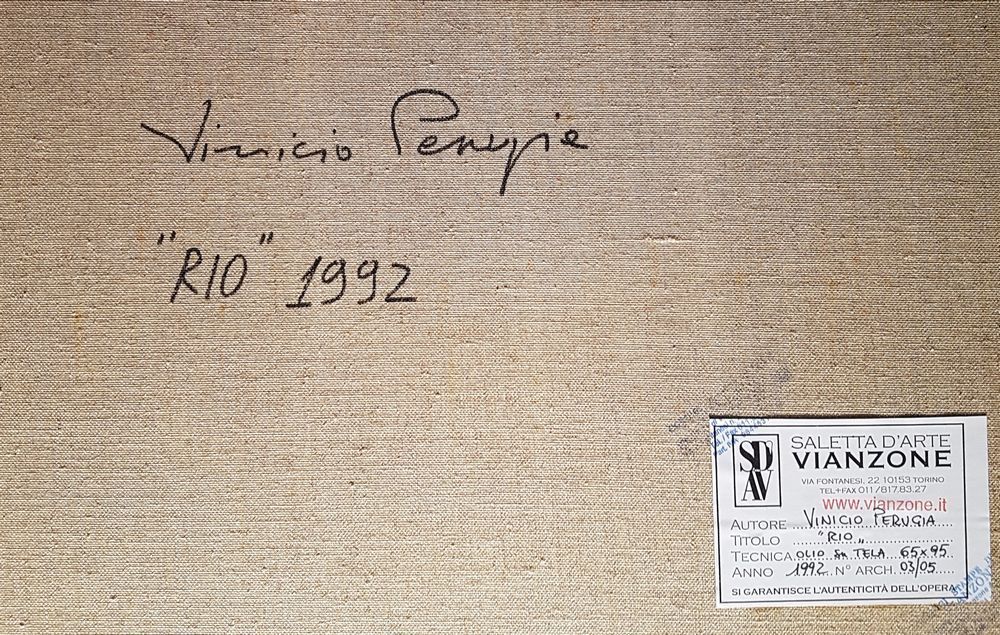 Vinicio Perugia
"RIO" 1992
SDAV
SALETTA D'ARTE
VIANZONE
VIA FONTANESI, 22 10153 TORINO
TEL+FAX 011/817.83.27
www.vianzone.it
AUTORE VINICIO PERUGIA
TITOLO "RIO"
TECNICA OLIO SU TELA 65x95
ANNO 1992 N° ARCH. 03/05
SI GARANTISCE L'AUTENTICITÀ DELL'OPERA